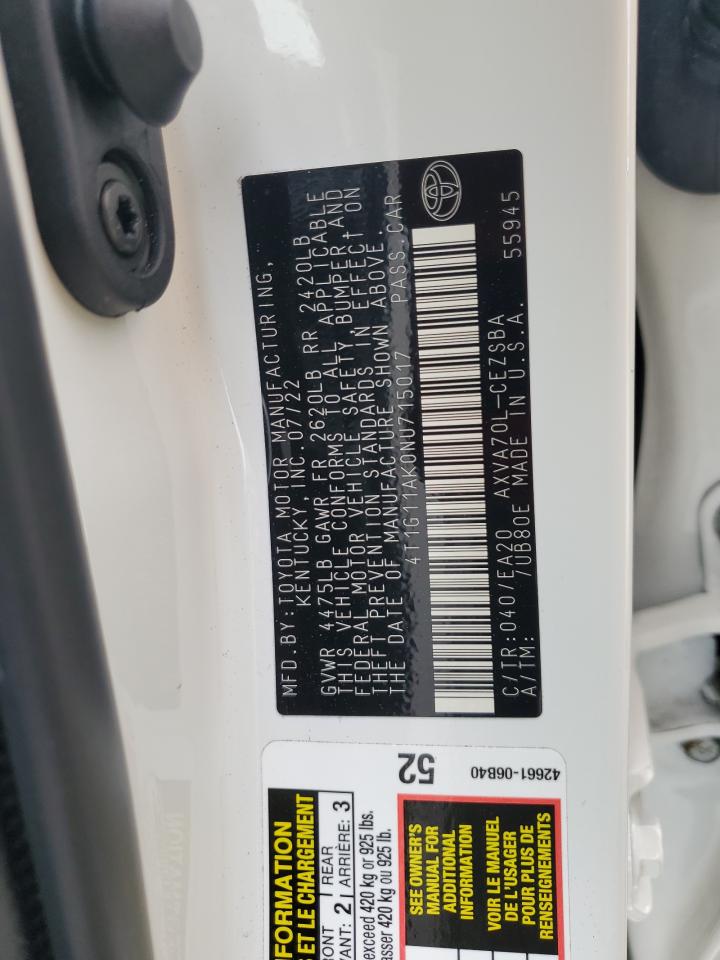 MFD.BY:TOYOTA MOTOR MANUFACTURING,
KENTUCKY, INC. 07/22
GVWR 4475LB GAWR FR 2620LB RR 2420LB
THIS VEHICLE CONFORMS TO ALL APPLICABLE
FEDERAL MOTOR VEHICLE SAFETY, BUMPER AND
THEFT PREVENTION STANDARDS IN EFFECT ON
THE DATE OF MANUFACTURE SHOWN ABOVE.
4T1G11AK0NU715017 PASS.CAR
C/TR:040/EA20 AXVA70L-CEZSBA
A/TM: /UB80E MADE IN U.S.A. 55945
FORMATION
S ET LE CHARGEMENT
RONT 2 REAR 3
VANT: ARRIÈRE:
exceed 420 kg or 925 lbs.
asser 420 kg ou 925 lb.
52
SEE OWNER'S
MANUAL FOR
ADDITIONAL
INFORMATION
VOIR LE MANUEL
DE L'USAGER
POUR PLUS DE
RENSEIGNEMENTS
42661-06B40